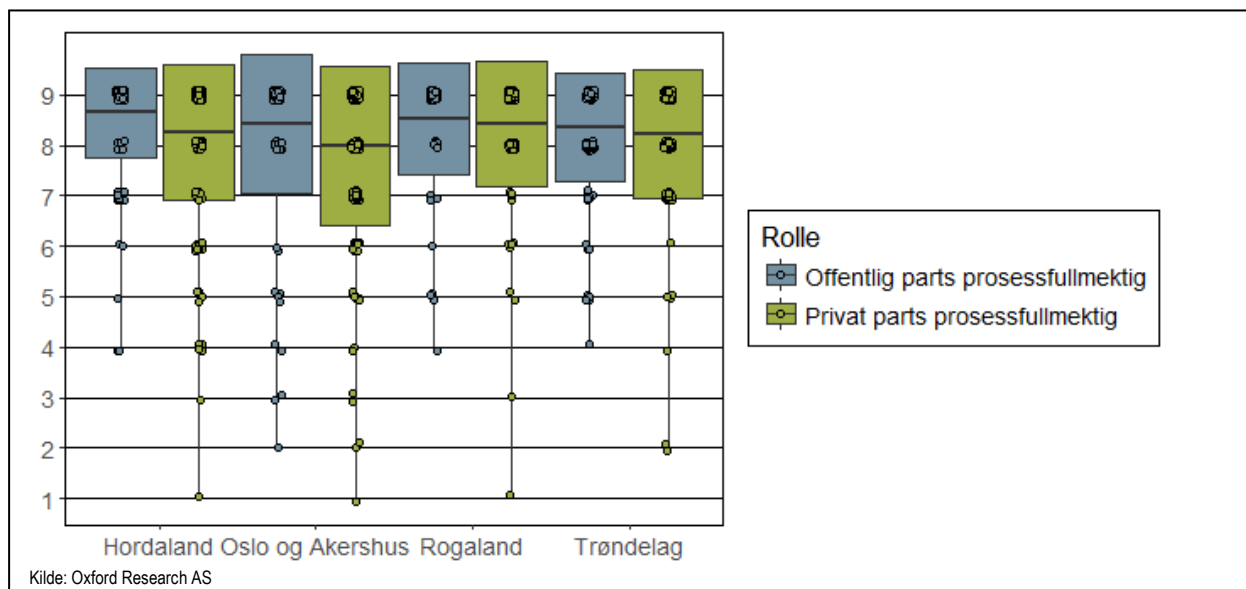 9
8
7
6
5
4
3
2
1
Hordaland Oslo og Akershus Rogaland Trøndelag
Rolle
Offentlig parts prosessfullmektig
Privat parts prosessfullmektig
Kilde: Oxford Research AS